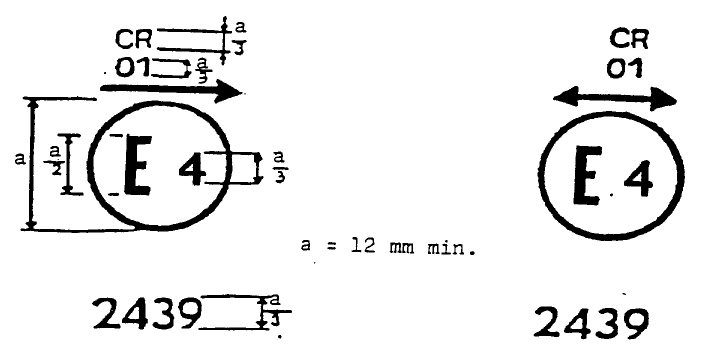 CR
a/3
01
a/3
a
a/2
E 4
a/3
a = 12 mm min.
2439
a/3
CR
01
E 4
2439